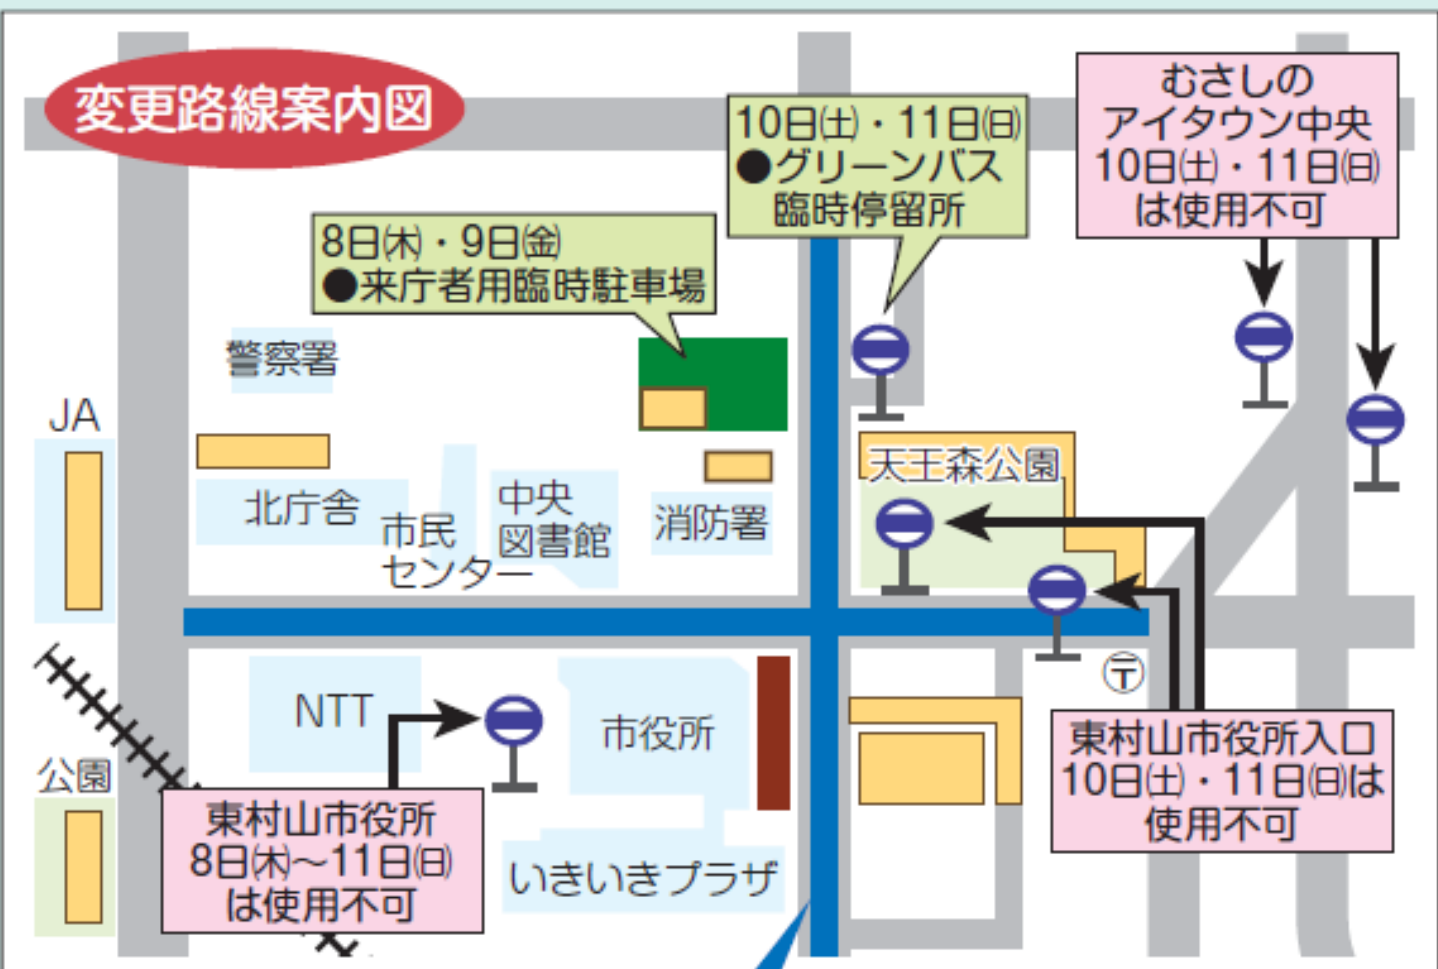 変更路線案内図
むさしの
アイタウン中央
10日㈯・11日㈰
は使用不可
10日㈯・11日㈰
●グリーンバス
臨時停留所
8日㈭・9日㈮
●来庁者用臨時駐車場
警察署
JA
北庁舎
市民
センター
中央
図書館
消防署
天王森公園
NTT
市役所
〒
公園
東村山市役所
8日㈭～11日㈰
は使用不可
いきいきプラザ
東村山市役所入口
10日㈯・11日㈰は
使用不可